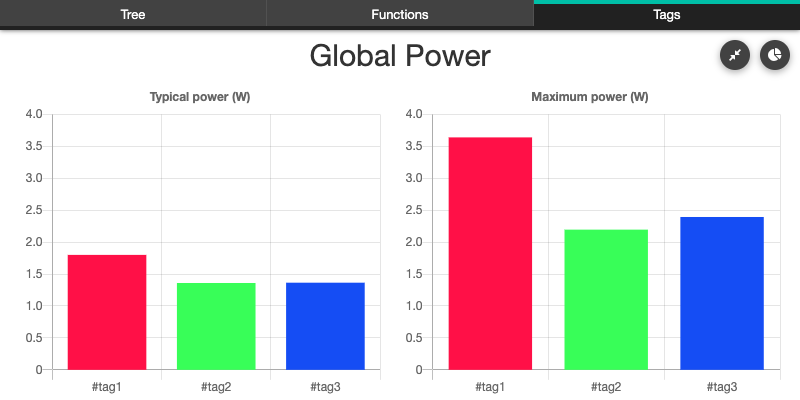 Tree
Functions
Tags
Global Power
Typical power (W)
4.0
3.5
3.0
2.5
2.0
1.5
1.0
0.5
0
#tag1
#tag2
#tag3
Maximum power (W)
4.0
3.5
3.0
2.5
2.0
1.5
1.0
0.5
0
#tag1
#tag2
#tag3